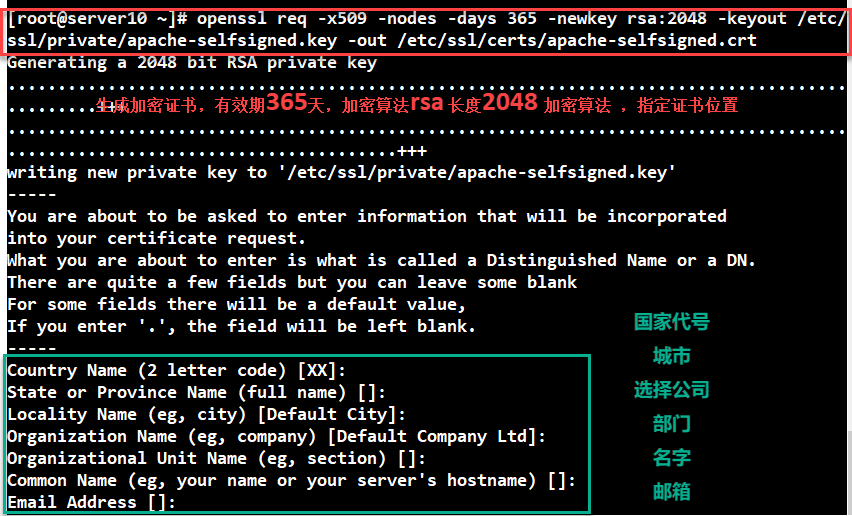 [root@server10 ~]# openssl req -x509 -nodes -days 365 -newkey rsa:2048 -keyout /etc/
ssl/private/apache-selfsigned.key -out /etc/ssl/certs/apache-selfsigned.crt
Generating a 2048 bit RSA private key
...................................................................................
.........+++
生成加密证书，有效期365天，加密算法rsa 长度2048 加密算法 ，指定证书位置
...................................................................................
.......................................+++
writing new private key to '/etc/ssl/private/apache-selfsigned.key'
-----
You are about to be asked to enter information that will be incorporated
into your certificate request.
What you are about to enter is what is called a Distinguished Name or a DN.
There are quite a few fields but you can leave some blank
For some fields there will be a default value,
If you enter '.', the field will be left blank.
-----
Country Name (2 letter code) [XX]:
State or Province Name (full name) []:
Locality Name (eg, city) [Default City]:
Organization Name (eg, company) [Default Company Ltd]:
Organizational Unit Name (eg, section) []:
Common Name (eg, your name or your server's hostname) []:
Email Address []:
国家代号
城市
选择公司
部门
名字
邮箱